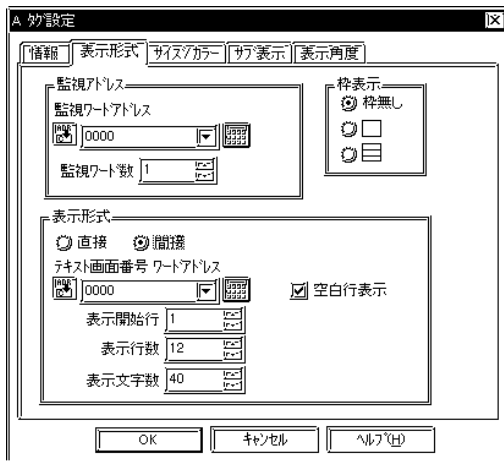 A ﾀｸﾞ設定
情報 表示形式 ｻｲｽﾞ/ｶﾗｰ ｻﾌﾞ表示 表示角度
監視ｱﾄﾞﾚｽ
枠表示
監視ﾜｰﾄﾞｱﾄﾞﾚｽ
枠無し
0000
監視ﾜｰﾄﾞ数 1
表示形式
直接 間接
ﾃｷｽﾄ画面番号 ﾜｰﾄﾞｱﾄﾞﾚｽ
0000
空白行表示
表示開始行 1
表示行数 12
表示文字数 40
OK ｷｬﾝｾﾙ ﾍﾙﾌﾟ(H)